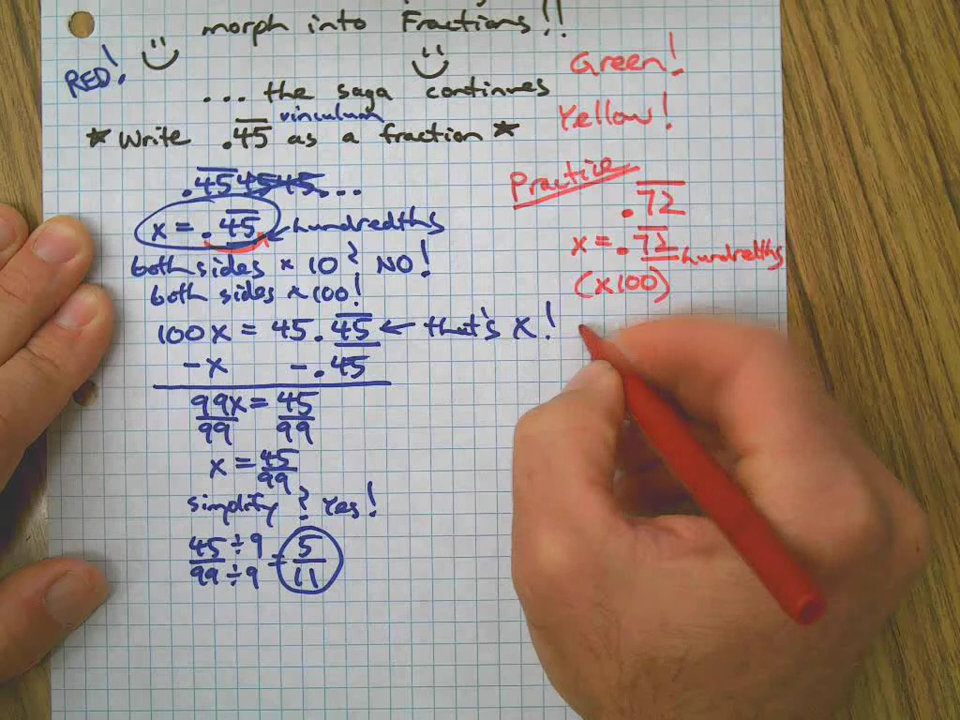 morph into Fractions!!
RED!
... the saga continues
vinculum
* Write .45 as a fraction *
.454545...
x = .45 ← hundredths
both sides × 10? NO!
both sides × 100!
100x = 45.45 ← that's x!
-x -.45
99x = 45
99 99
x = 45
99
simplify? Yes!
45 ÷ 9 = 5
99 ÷ 9 11
Green!
Yellow!
Practice
.72
x = .72 hundredths
(x100)